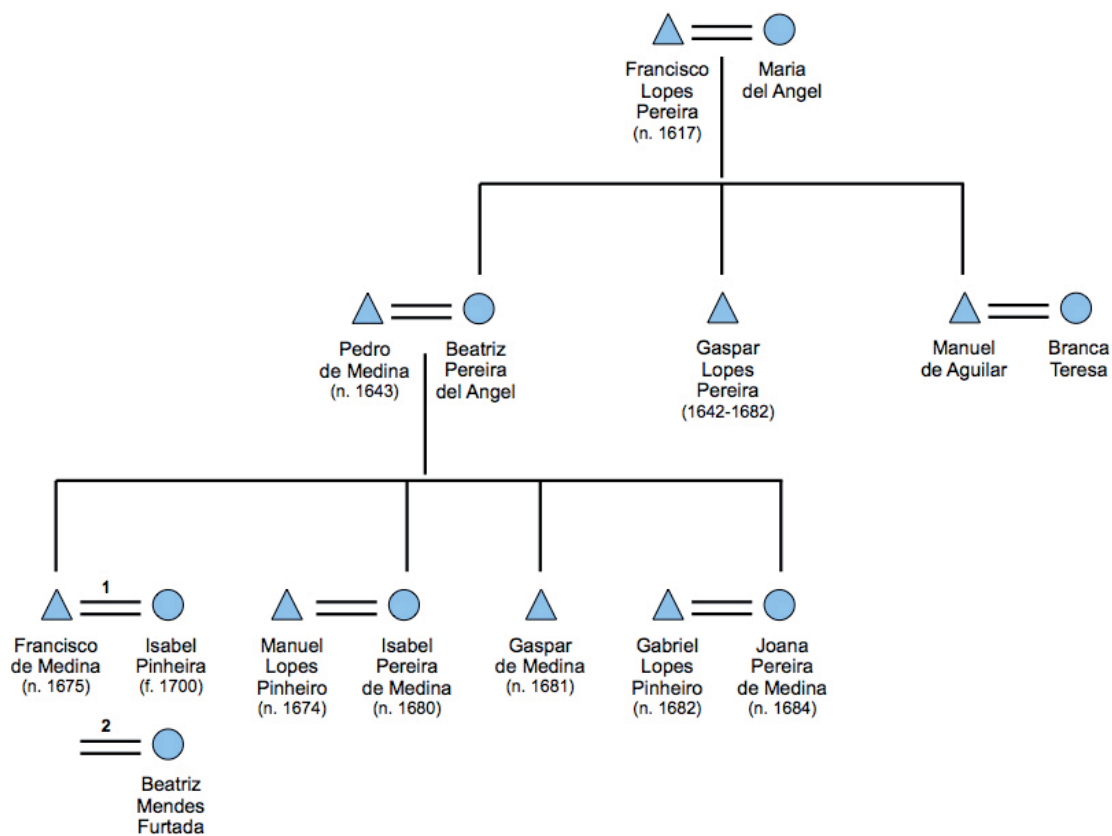 Francisco
Lopes
Pereira
(n. 1617)
Maria
del Angel
Pedro
de Medina
(n. 1643)
Beatriz
Pereira
del Angel
Gaspar
Lopes
Pereira
(1642-1682)
Manuel
de Aguilar
Branca
Teresa
1
Francisco
de Medina
(n. 1675)
Isabel
Pinheira
(f. 1700)
Manuel
Lopes
Pinheiro
(n. 1674)
Isabel
Pereira
de Medina
(n. 1680)
Gaspar
de Medina
(n. 1681)
Gabriel
Lopes
Pinheiro
(n. 1682)
Joana
Pereira
de Medina
(n. 1684)
2
Beatriz
Mendes
Furtada